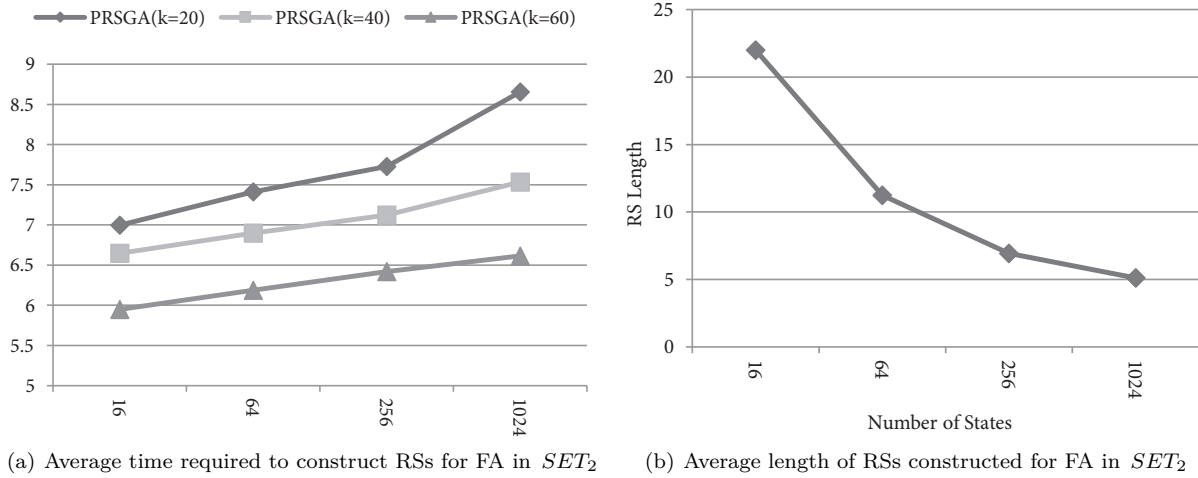 PRSGA(k=20) PRSGA(k=40) PRSGA(k=60)
9
8.5
8
7.5
7
6.5
6
5.5
5
16 64 256 1024
(a) Average time required to construct RSs for FA in SET₂
25
20
15
10
5
0
RS Length
16 64 256 1024
Number of States
(b) Average length of RSs constructed for FA in SET₂